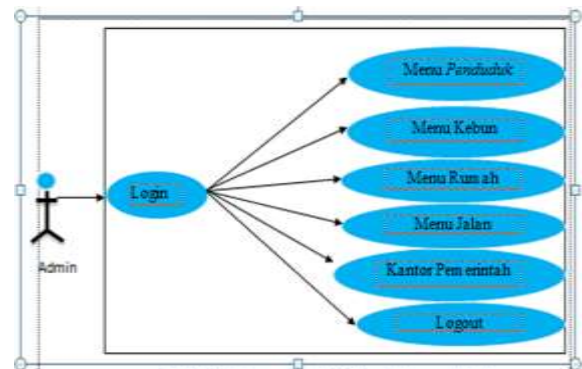 Menu Penduduk
Menu Kebun
Menu Rumah
Login
Menu Jalan
Admin
Kantor Pemerintah
Logout